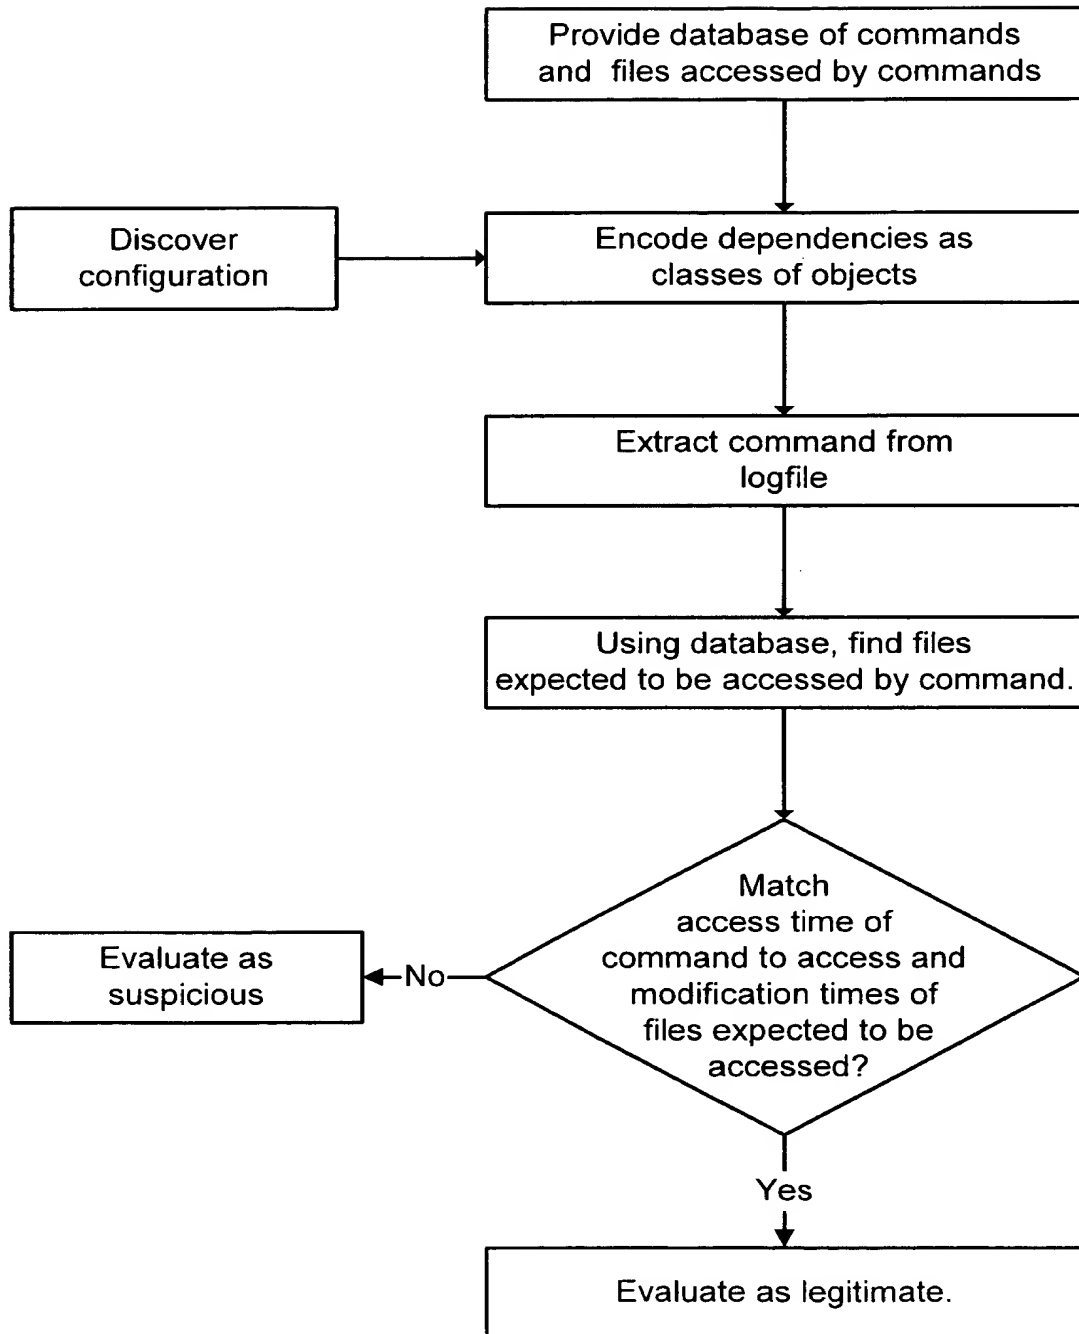 Provide database of commands
and files accessed by commands
Discover
configuration
Encode dependencies as
classes of objects
Extract command from
logfile
Using database, find files
expected to be accessed by command.
Match
access time of
command to access and
modification times of
files expected to be
accessed?
Evaluate as
suspicious
No
Yes
Evaluate as legitimate.